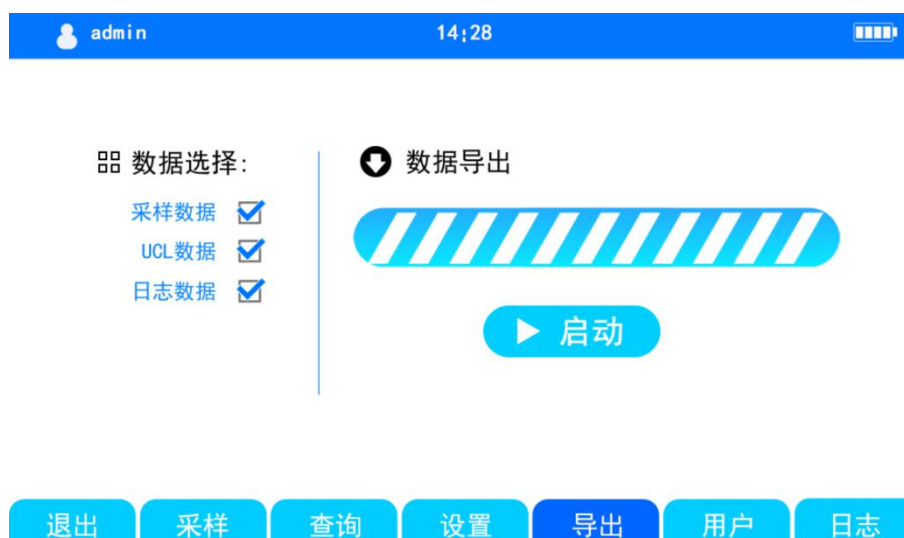 admin 14:28
数据选择:
采样数据
UCL数据
日志数据
数据导出
启动
退出 采样 查询 设置 导出 用户 日志